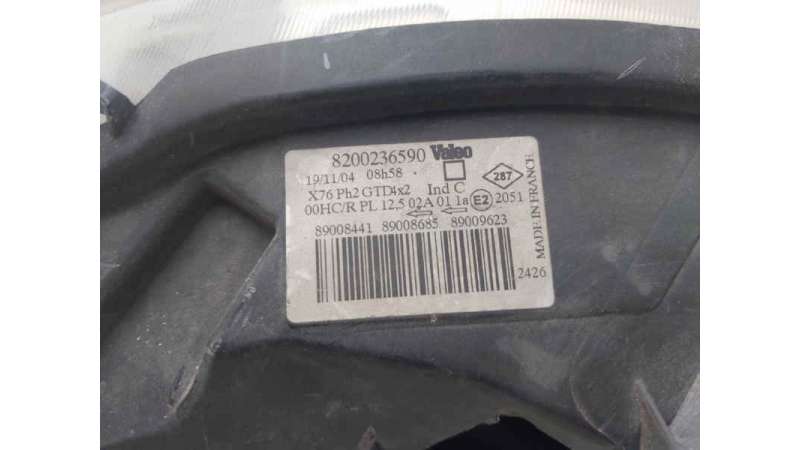 8200236590 Valeo
19/11/04 08h58
X76 Ph2 GTD4x2 Ind C
287
00HC/R PL 12.5 02A 01 1a E2 2051
89008441 89008685 89009623
2426
MADE IN FRANCE